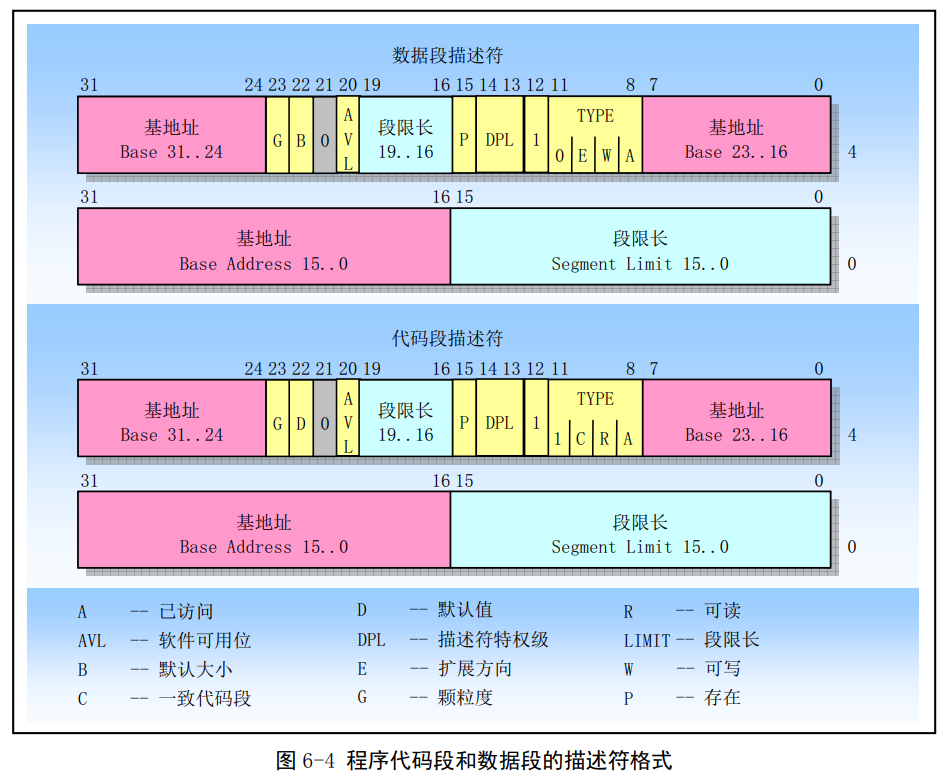 数据段描述符
31 24 23 22 21 20 19 16 15 14 13 12 11 8 7 0
基地址 Base 31..24 G B 0 AVL 段限长 19..16 P DPL 1 TYPE 0 E W A 基地址 Base 23..16 4
31 16 15 0
基地址 段限长
Base Address 15..0 Segment Limit 15..0 0
代码段描述符
31 24 23 22 21 20 19 16 15 14 13 12 11 8 7 0
基地址 Base 31..24 G D 0 AVL 段限长 19..16 P DPL 1 TYPE 1 C R A 基地址 Base 23..16 4
31 16 15 0
基地址 段限长
Base Address 15..0 Segment Limit 15..0 0
A -- 已访问 D -- 默认值 R -- 可读
AVL -- 软件可用位 DPL -- 描述符特权级 LIMIT -- 段限长
B -- 默认大小 E -- 扩展方向 W -- 可写
C -- 一致代码段 G -- 颗粒度 P -- 存在
图 6-4 程序代码段和数据段的描述符格式